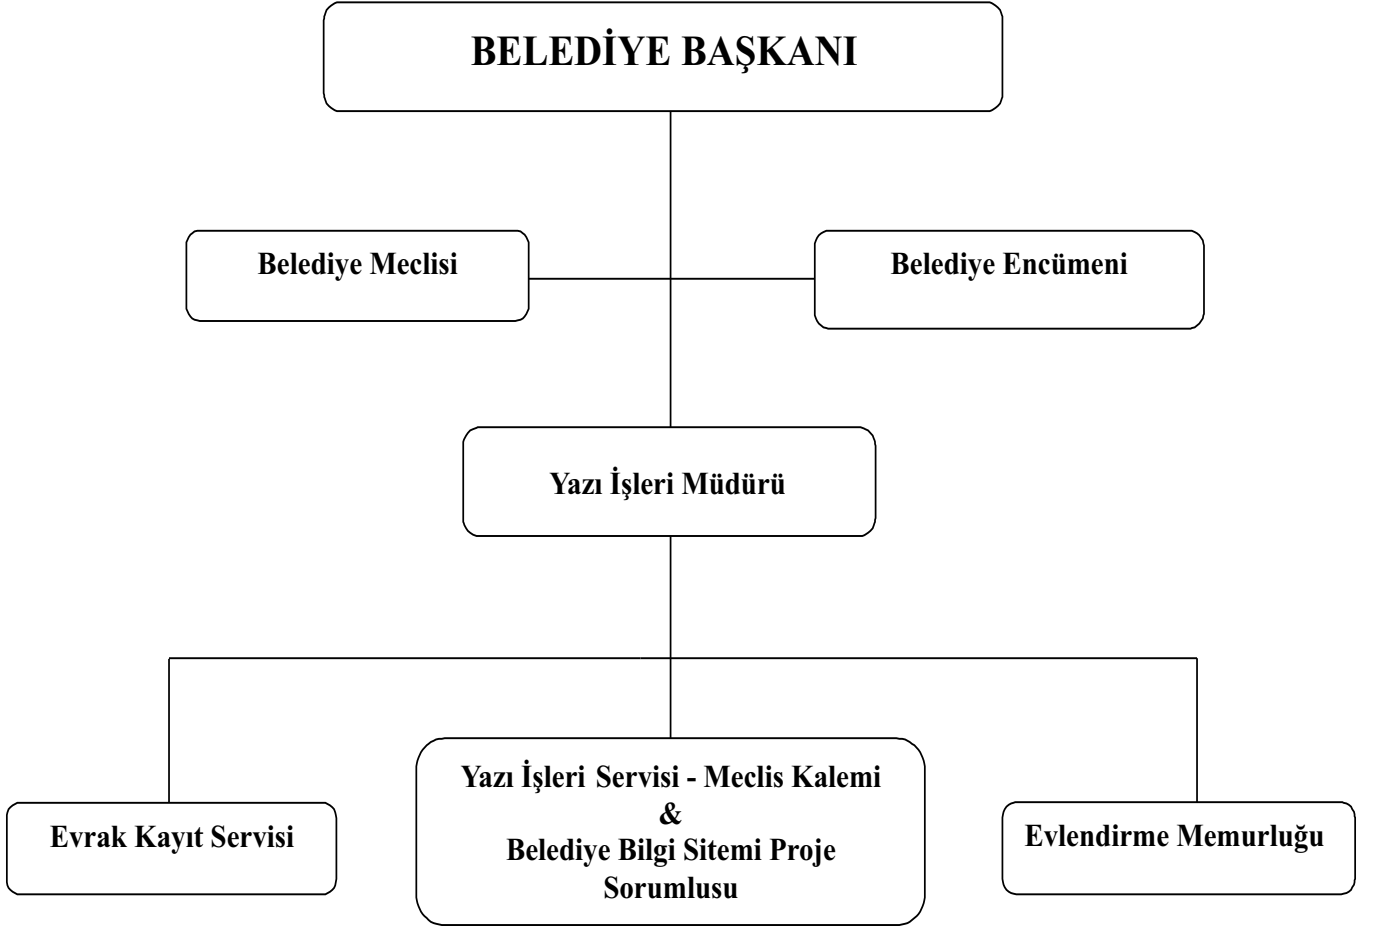 BELEDİYE BAŞKANI
Belediye Meclisi
Belediye Encümeni
Yazı İşleri Müdürü
Evrak Kayıt Servisi
Yazı İşleri Servisi - Meclis Kalemi
&
Belediye Bilgi Sitemi Proje
Sorumlusu
Evlendirme Memurluğu